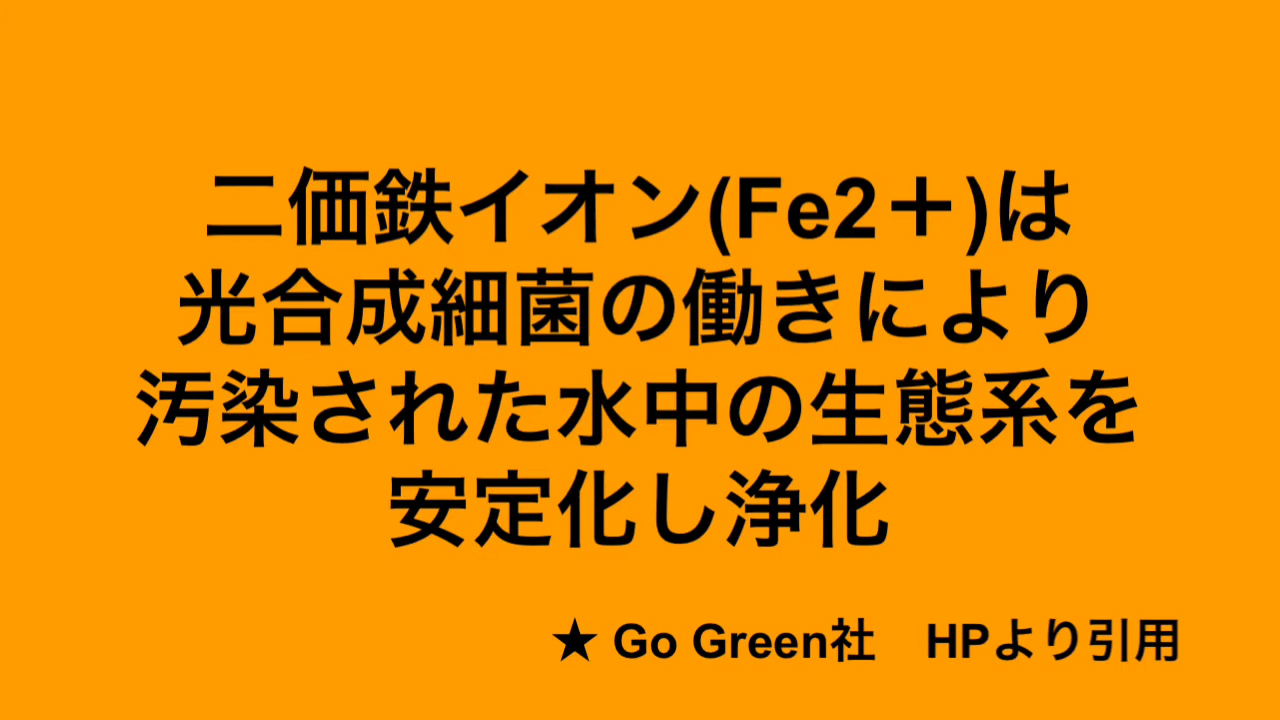 二価鉄イオン(Fe2＋)は
光合成細菌の働きにより
汚染された水中の生態系を
安定化し浄化
★ Go Green社　HPより引用